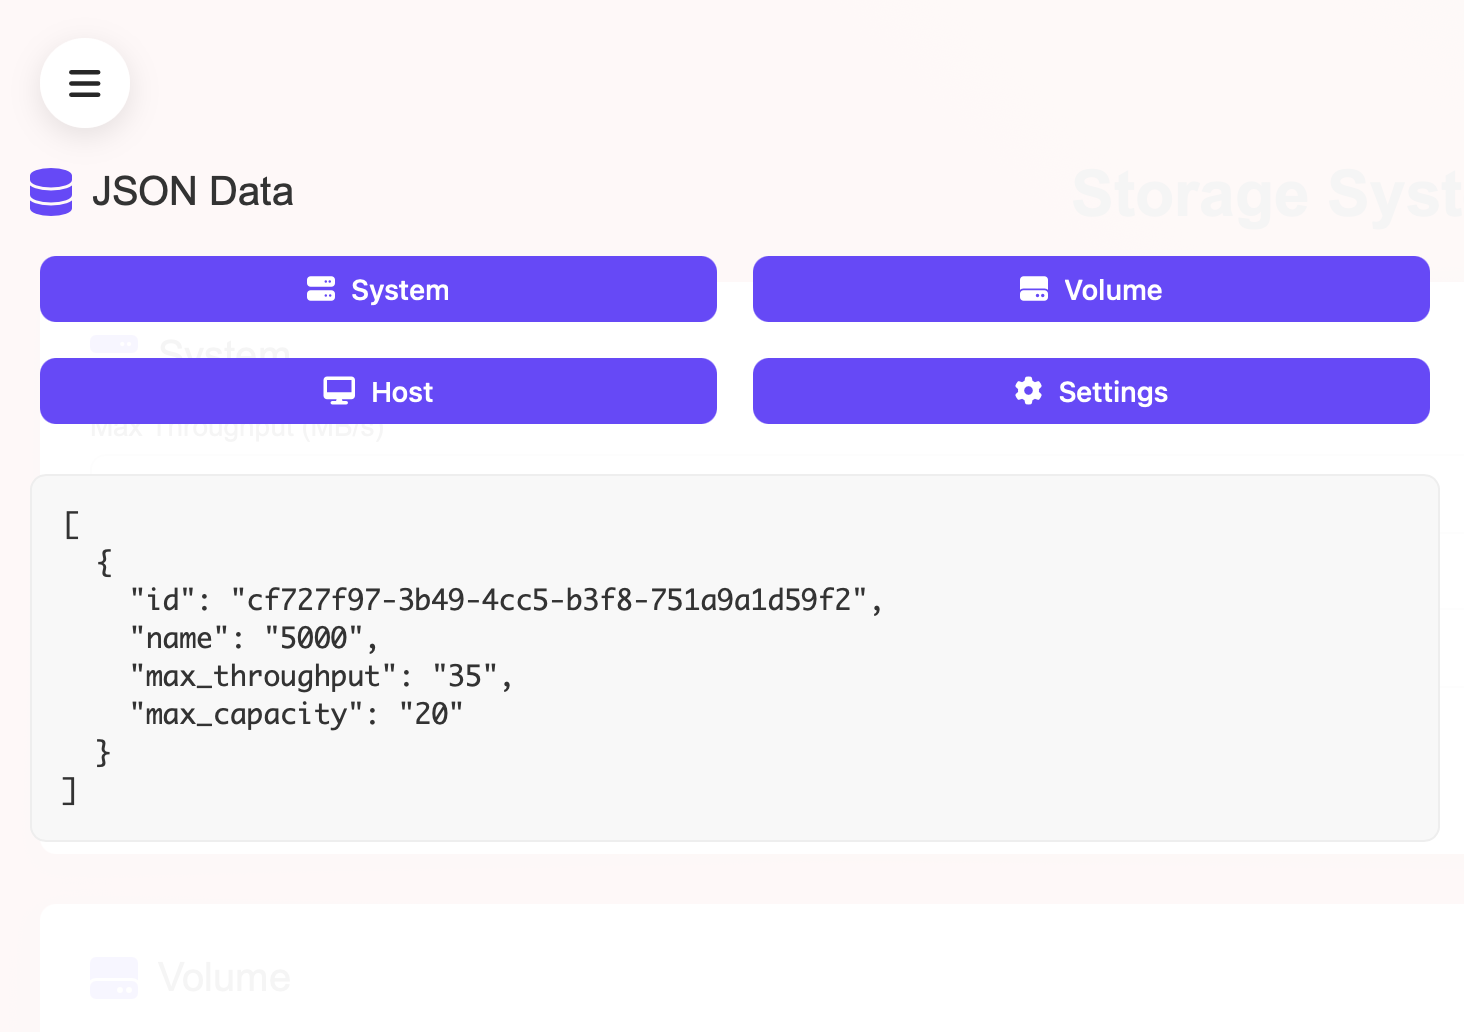 JSON Data
Storage Syst
System
Volume
System
Host
Settings
Max Throughput (MB/s)
[
  {
    "id": "cf727f97-3b49-4cc5-b3f8-751a9a1d59f2",
    "name": "5000",
    "max_throughput": "35",
    "max_capacity": "20"
  }
]
Volume